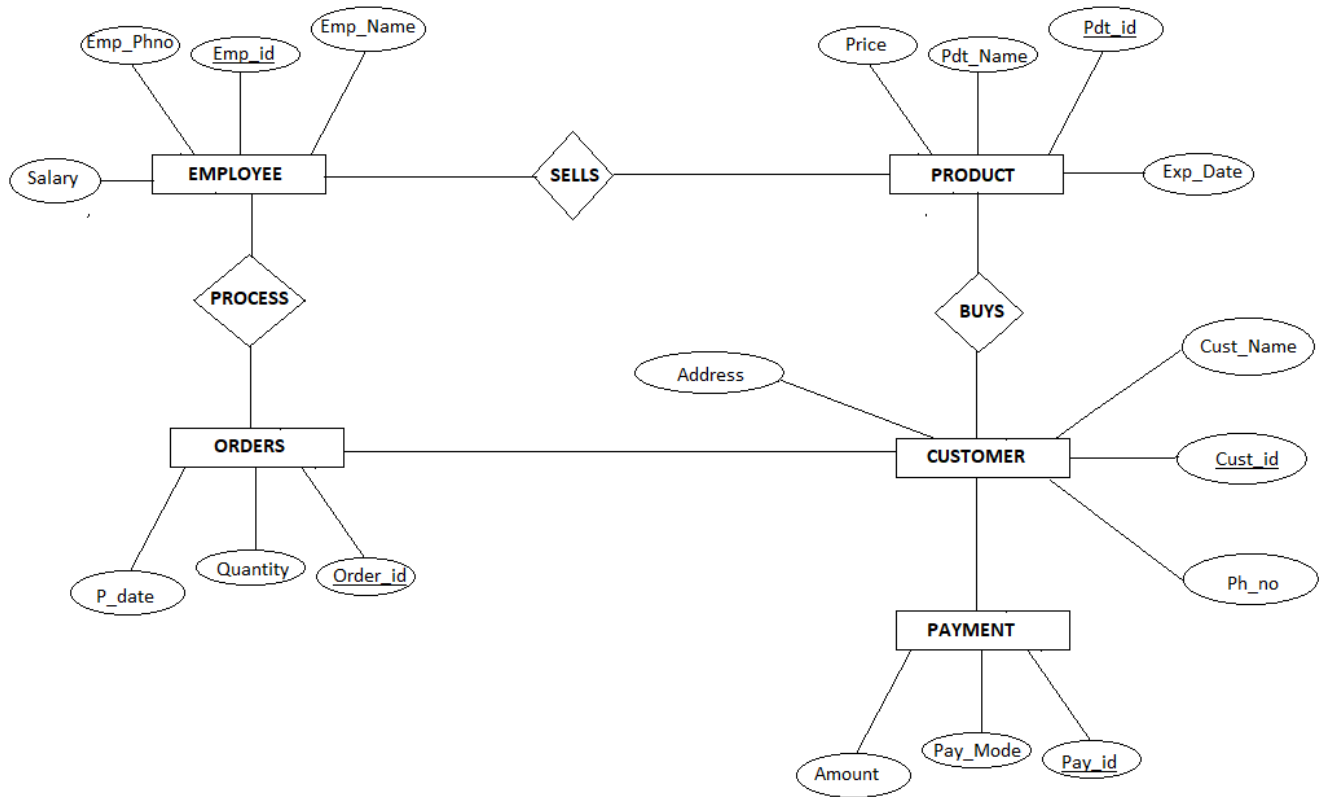 Emp_Phno
Emp_id
Emp_Name
Price
Pdt_Name
Pdt_id
Salary
EMPLOYEE
SELLS
PRODUCT
Exp_Date
PROCESS
BUYS
Address
Cust_Name
ORDERS
CUSTOMER
Cust_id
P_date
Quantity
Order_id
Ph_no
PAYMENT
Amount
Pay_Mode
Pay_id